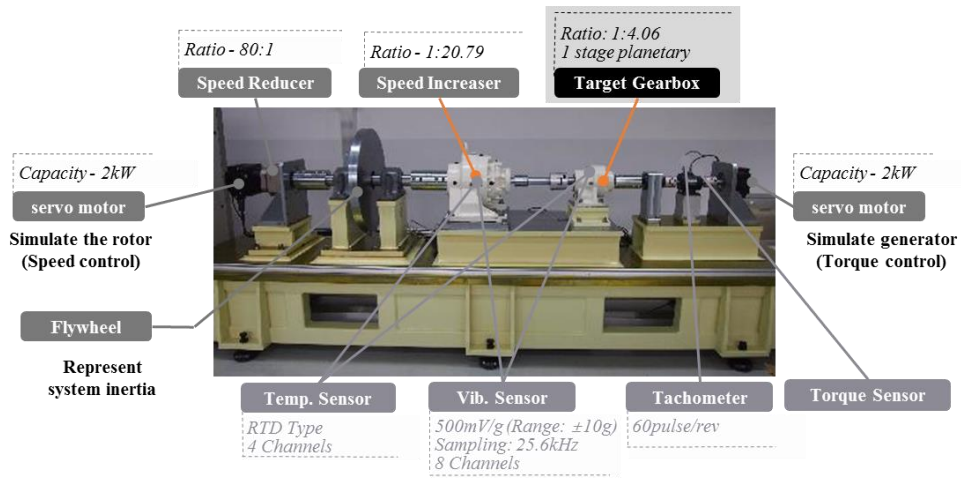 Ratio - 80:1
Speed Reducer
Ratio - 1:20.79
Speed Increaser
Ratio: 1:4.06
1 stage planetary
Target Gearbox
Capacity - 2kW
servo motor
Simulate the rotor
(Speed control)
Capacity - 2kW
servo motor
Simulate generator
(Torque control)
Flywheel
Represent
system inertia
Temp. Sensor
RTD Type
4 Channels
Vib. Sensor
500mV/g (Range: ±10g)
Sampling: 25.6kHz
8 Channels
Tachometer
60pulse/rev
Torque Sensor